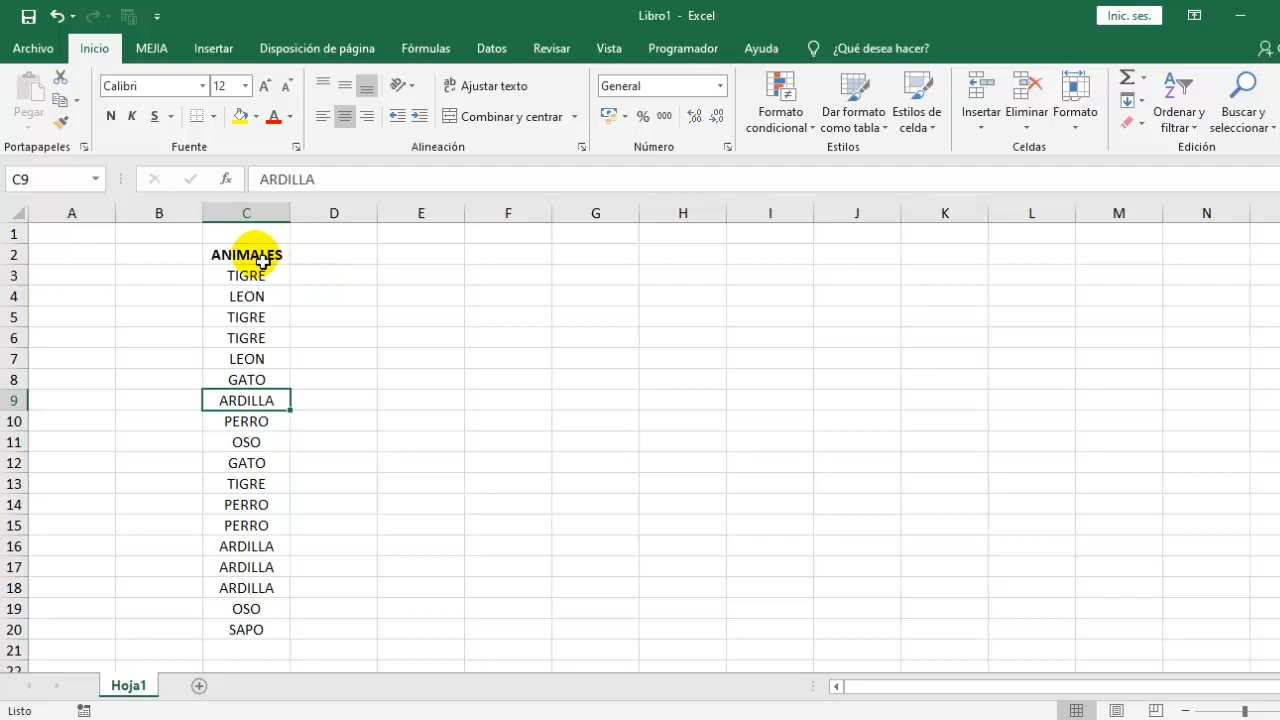 Libro1 - Excel
Inic. ses.
Archivo Inicio MEJIA Insertar Disposición de página Fórmulas Datos Revisar Vista Programador Ayuda ¿Qué desea hacer?
Pegar
Portapapeles
Calibri 12
N K S
Fuente
Ajustar texto
Combinar y centrar
Alineación
General
% 000
Número
Formato condicional
Dar formato como tabla
Estilos de celda
Estilos
Insertar
Eliminar
Formato
Celdas
Ordenar y filtrar
Buscar y seleccionar
Edición
C9 fx ARDILLA
A B C D E F G H I J K L M N
1
2 ANIMALES
3 TIGRE
4 LEON
5 TIGRE
6 TIGRE
7 LEON
8 GATO
9 ARDILLA
10 PERRO
11 OSO
12 GATO
13 TIGRE
14 PERRO
15 PERRO
16 ARDILLA
17 ARDILLA
18 ARDILLA
19 OSO
20 SAPO
21
22
Hoja1
Listo